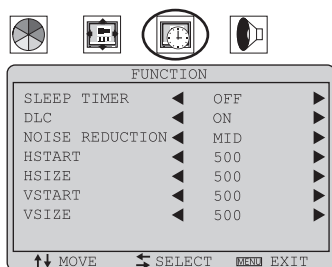 FUNCTION
SLEEP TIMER ◀ OFF ▶
DLC ◀ ON ▶
NOISE REDUCTION ◀ MID ▶
HSTART ◀ 500 ▶
HSIZE ◀ 500 ▶
VSTART ◀ 500 ▶
VSIZE ◀ 500 ▶
MOVE SELECT MENU EXIT